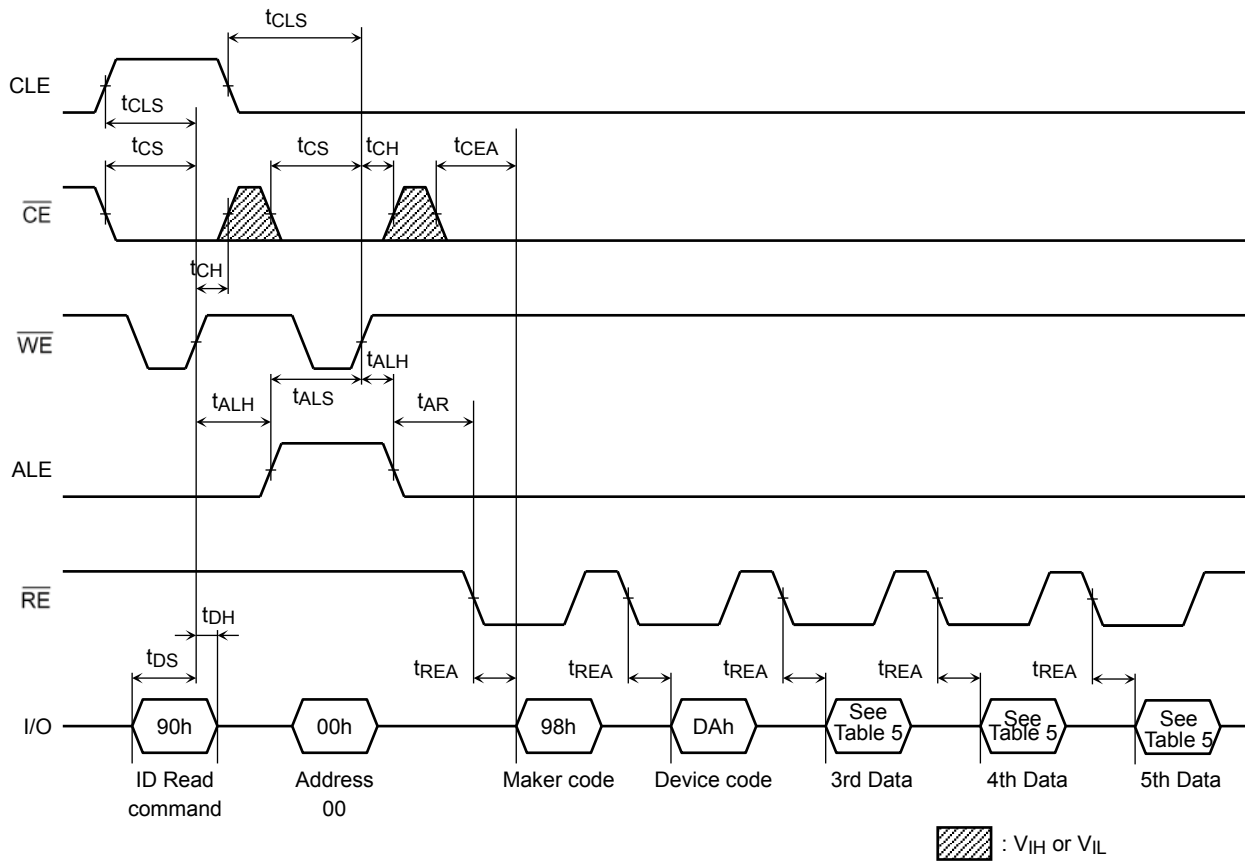 tCLS
CLE
tCLS
tCS tCS tCH tCEA
CE
tCH
WE
tALH
tALH tALS tAR
ALE
RE
tDH
tDS tREA tREA tREA tREA tREA
I/O 90h 00h 98h DAh See Table 5 See Table 5 See Table 5
ID Read Address Maker code Device code 3rd Data 4th Data 5th Data
command 00
: VIH or VIL